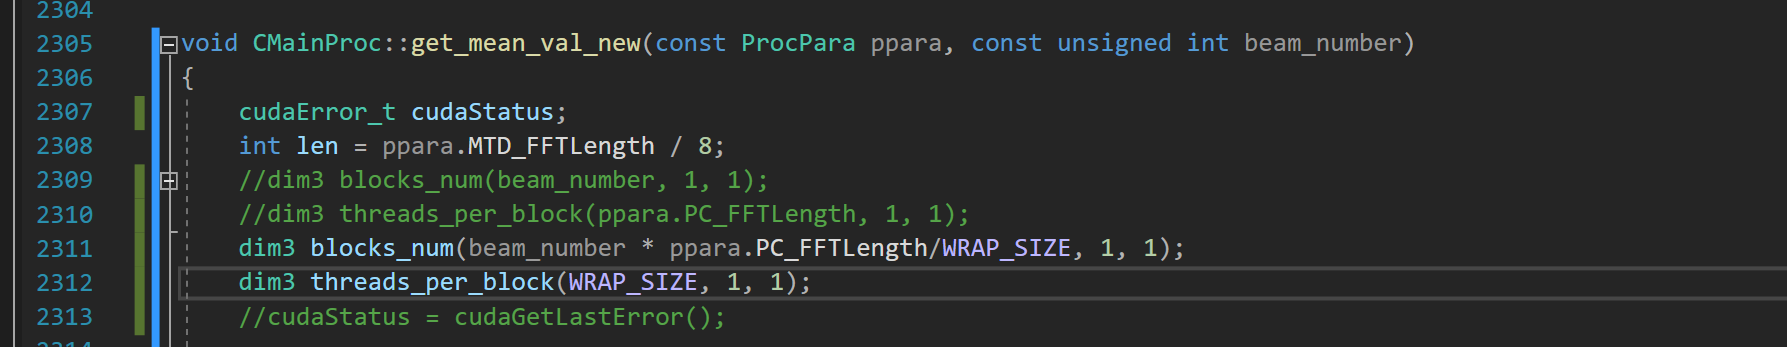 2304
2305 void CMainProc::get_mean_val_new(const ProcPara ppara, const unsigned int beam_number)
2306 {
2307 cudaError_t cudaStatus;
2308 int len = ppara.MTD_FFTLength / 8;
2309 //dim3 blocks_num(beam_number, 1, 1);
2310 //dim3 threads_per_block(ppara.PC_FFTLength, 1, 1);
2311 dim3 blocks_num(beam_number * ppara.PC_FFTLength/WRAP_SIZE, 1, 1);
2312 dim3 threads_per_block(WRAP_SIZE, 1, 1);
2313 //cudaStatus = cudaGetLastError();
2314